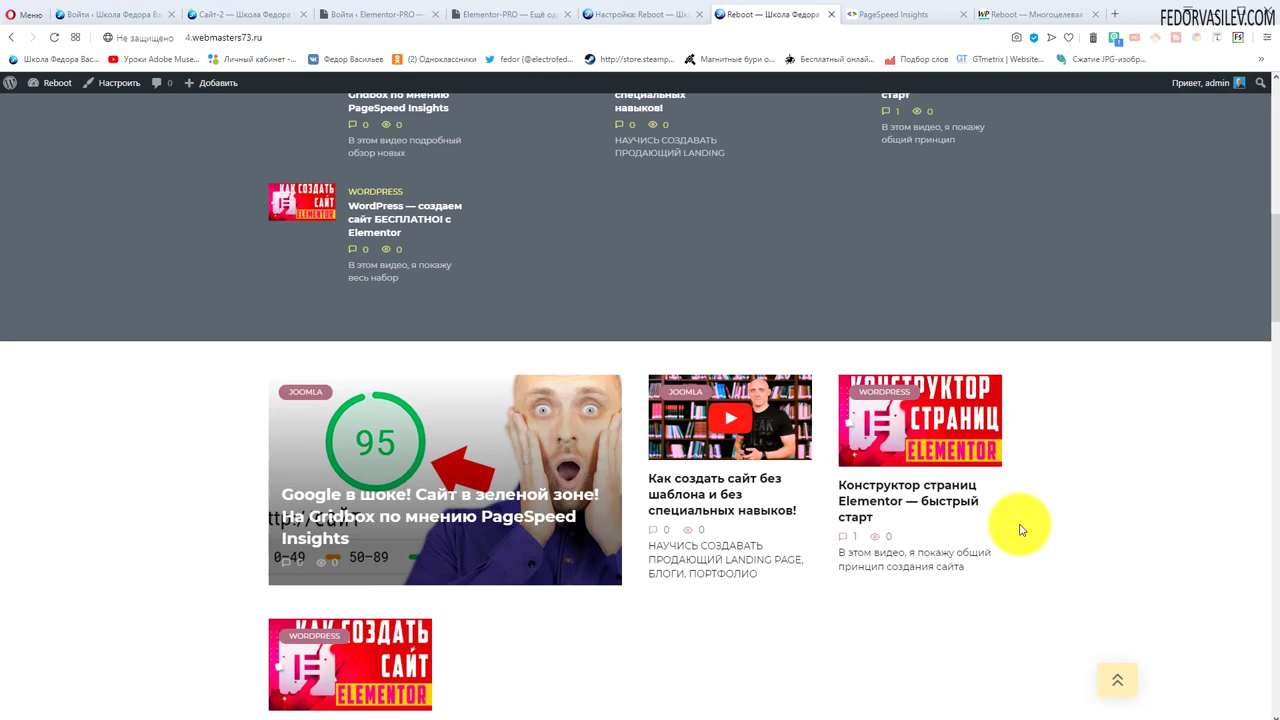 Меню
Войти ‹ Школа Федора Ва
Сайт-2 — Школа Федора
Войти ‹ Elementor-PRO —
Elementor-PRO — Ещё од
Настройка: Reboot — Шк
Reboot — Школа Федора
PageSpeed Insights
Reboot — Многоцелевая
FEDORVASILEV.COM
Не защищено
4.webmasters73.ru
Школа Федора Вас...
Уроки Adobe Muse...
Личный кабинет -...
Федор Васильев
(2) Одноклассники
fedor (@electrofed...
http://store.steamp...
Магнитные бури о...
Бесплатный онлай...
Подбор слов
GTmetrix | Website...
Сжатие JPG-изобр...
Reboot
Настроить
0
Добавить
Привет, admin
Gridbox по мнению
PageSpeed Insights
0 0
В этом видео подробный
обзор новых
специальных
навыков!
0 0
НАУЧИСЬ СОЗДАВАТЬ
ПРОДАЮЩИЙ LANDING
старт
1 0
В этом видео, я покажу
общий принцип
КАК СОЗДАТЬ
САЙТ
ELEMENTOR
WORDPRESS
WordPress — создаем
сайт БЕСПЛАТНО! с
Elementor
0 0
В этом видео, я покажу
весь набор
JOOMLA
95
Google в шоке! Сайт в зеленой зоне!
На Gridbox по мнению PageSpeed
Insights
0–49 50–89
0 0
JOOMLA
Как создать сайт без
шаблона и без
специальных навыков!
0 0
НАУЧИСЬ СОЗДАВАТЬ
ПРОДАЮЩИЙ LANDING PAGE,
БЛОГИ, ПОРТФОЛИО
КОНСТРУКТОР
WORDPRESS
СТРАНИЦ
ELEMENTOR
Конструктор страниц
Elementor — быстрый
старт
1 0
В этом видео, я покажу общий
принцип создания сайта
КАК СОЗДАТЬ
WORDPRESS
САЙТ
ELEMENTOR